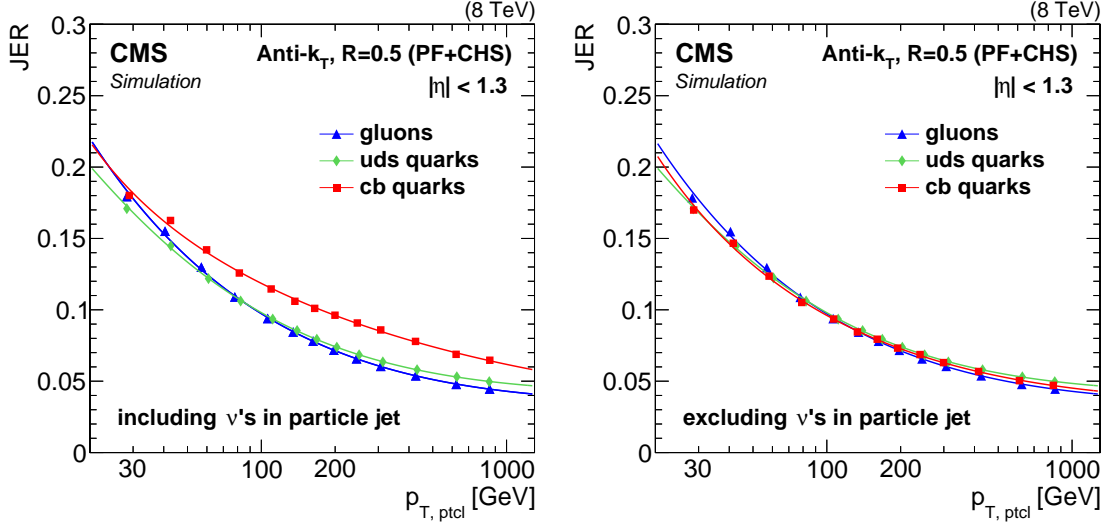 (8 TeV)
JER
0.3
0.25
0.2
0.15
0.1
0.05
0
CMS
Simulation
Anti-k_T, R=0.5 (PF+CHS)
|η| < 1.3
gluons
uds quarks
cb quarks
including ν's in particle jet
30 100 200 1000
p_T, ptcl [GeV]
(8 TeV)
JER
0.3
0.25
0.2
0.15
0.1
0.05
0
CMS
Simulation
Anti-k_T, R=0.5 (PF+CHS)
|η| < 1.3
gluons
uds quarks
cb quarks
excluding ν's in particle jet
30 100 200 1000
p_T, ptcl [GeV]